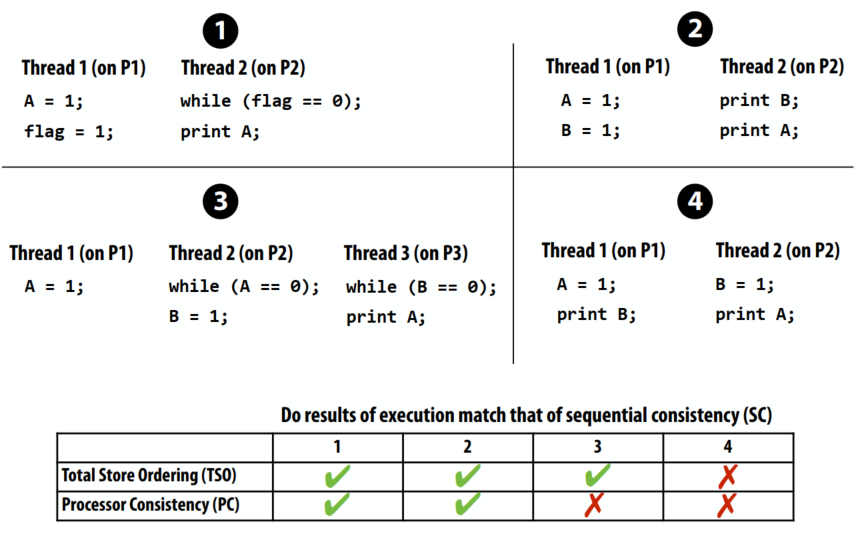 1
Thread 1 (on P1) Thread 2 (on P2)
A = 1; while (flag == 0);
flag = 1; print A;
2
Thread 1 (on P1) Thread 2 (on P2)
A = 1; print B;
B = 1; print A;
3
Thread 1 (on P1) Thread 2 (on P2) Thread 3 (on P3)
A = 1; while (A == 0); while (B == 0);
B = 1; print A;
4
Thread 1 (on P1) Thread 2 (on P2)
A = 1; B = 1;
print B; print A;
Do results of execution match that of sequential consistency (SC)
1 2 3 4
Total Store Ordering (TSO) ✔ ✔ ✔ ✗
Processor Consistency (PC) ✔ ✔ ✗ ✗